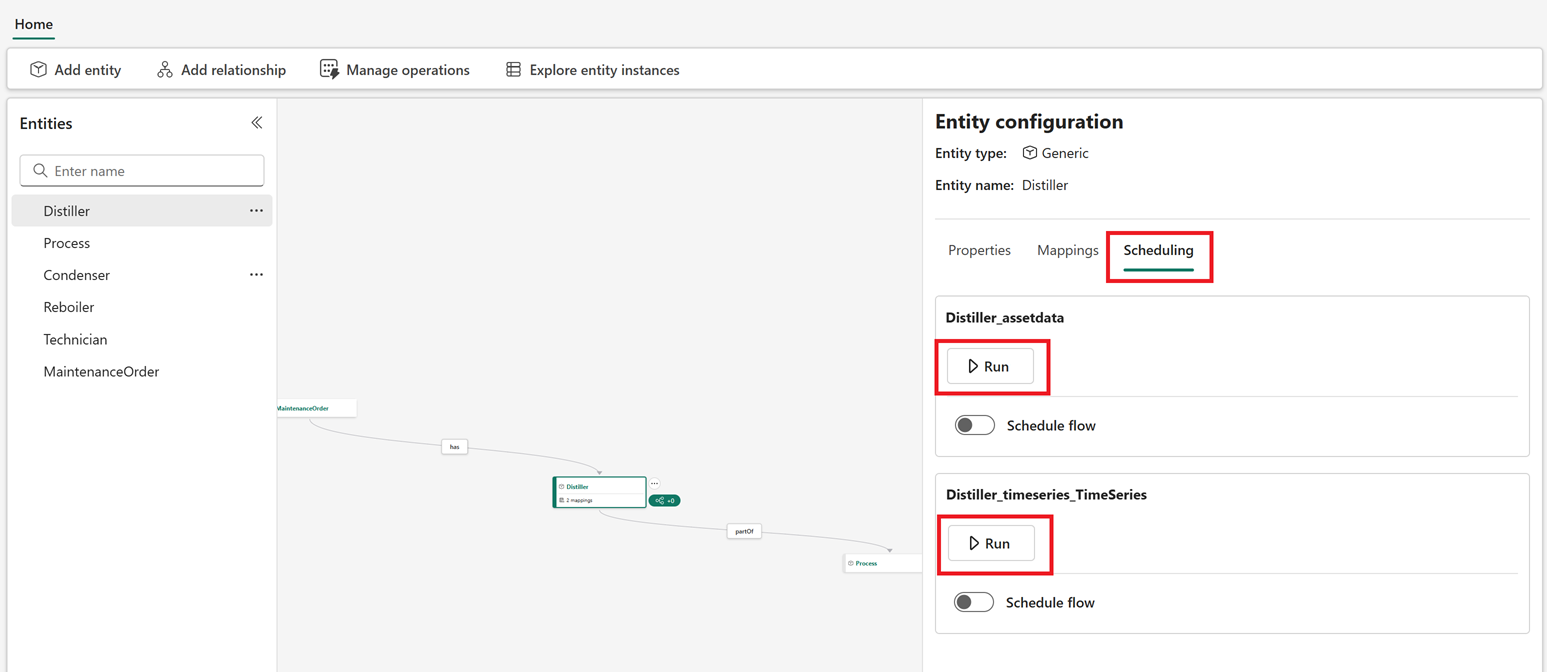 Home
Add entity Add relationship Manage operations Explore entity instances
Entities
Enter name
Distiller
Process
Condenser
Reboiler
Technician
MaintenanceOrder
MaintenanceOrder
has
Distiller
2 mappings
+0
partOf
Process
Entity configuration
Entity type: Generic
Entity name: Distiller
Properties Mappings Scheduling
Distiller_assetdata
Run
Schedule flow
Distiller_timeseries_TimeSeries
Run
Schedule flow